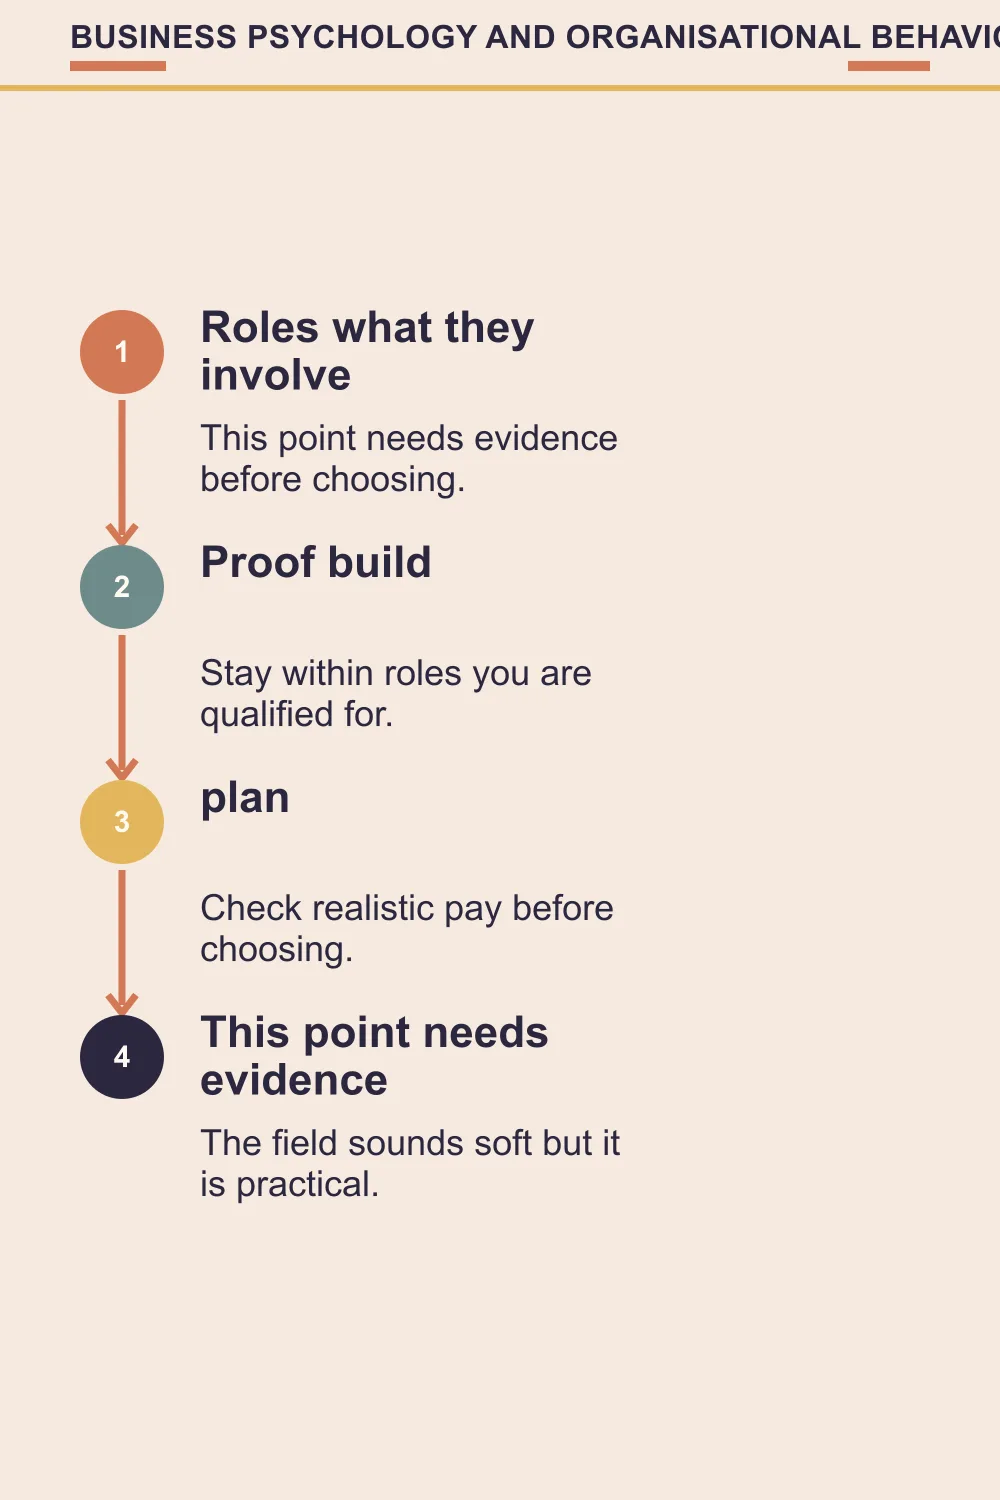 BUSINESS PSYCHOLOGY AND ORGANISATIONAL
1
Roles what they
involve
This point needs evidence
before choosing.
2
Proof build
Stay within roles you are
qualified for.
3
plan
Check realistic pay before
choosing.
4
This point needs
evidence
The field sounds soft but it
is practical.